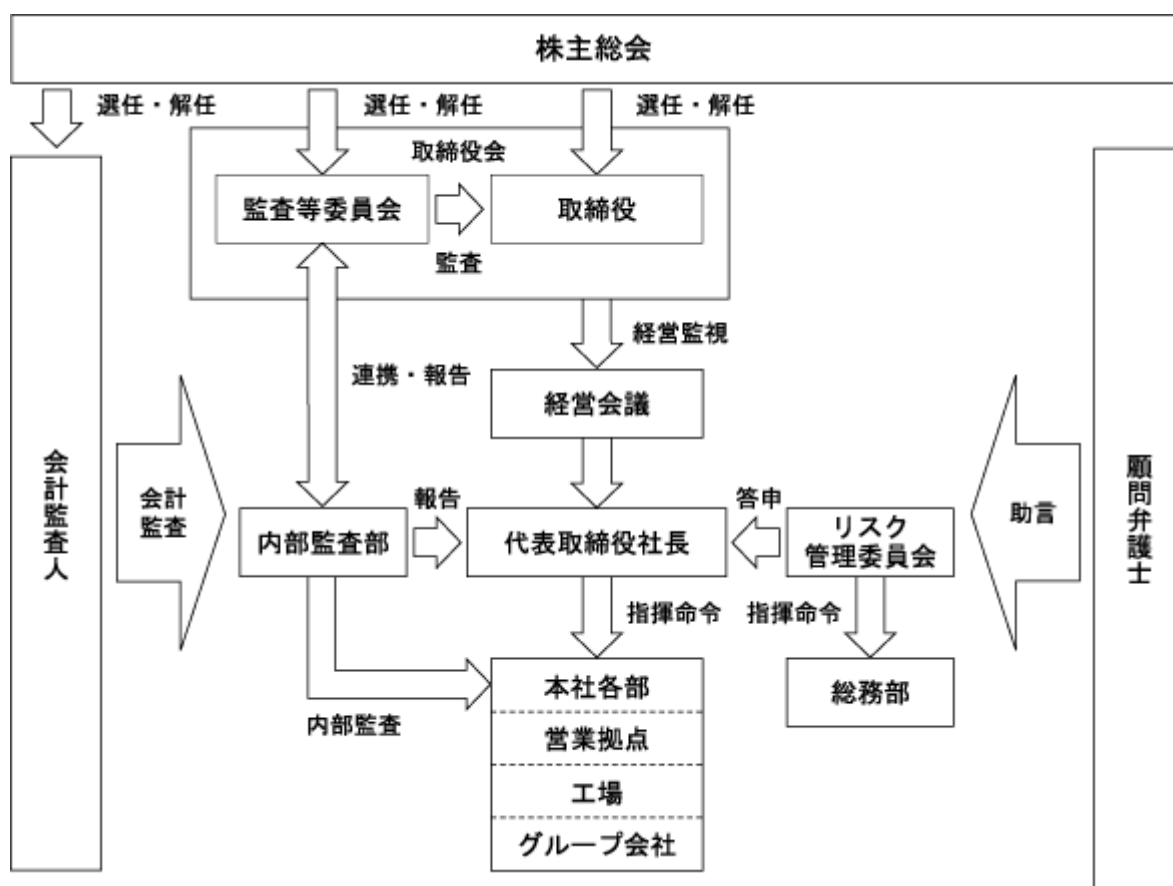 株主総会
選任・解任
選任・解任
選任・解任
取締役会
監査等委員会
取締役
監査
経営監視
連携・報告
経営会議
会計監査人
会計
監査
内部監査部
報告
代表取締役社長
答申
リスク
管理委員会
助言
顧問弁護士
指揮命令
指揮命令
本社各部
総務部
内部監査
営業拠点
工場
グループ会社